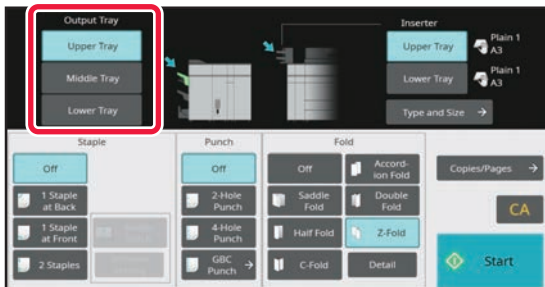 Output Tray
Upper Tray
Middle Tray
Lower Tray
Inserter
Upper Tray
Plain 1
A3
Lower Tray
Plain 1
A3
Type and Size →
Staple
Off
1 Staple
at Back
1 Staple
at Front
2 Staples
Punch
Off
2-Hole
Punch
4-Hole
Punch
GBC
Punch →
Fold
Off
Accord-
ion Fold
Saddle
Fold
Double
Fold
Half Fold
Z-Fold
C-Fold
Detail
Copies/Pages →
CA
Start